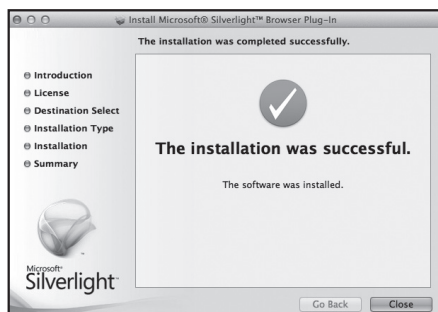 Install Microsoft® Silverlight™ Browser Plug-In
The installation was completed successfully.
Introduction
License
Destination Select
Installation Type
Installation
Summary
The installation was successful.
The software was installed.
Microsoft®
Silverlight™
Go Back
Close